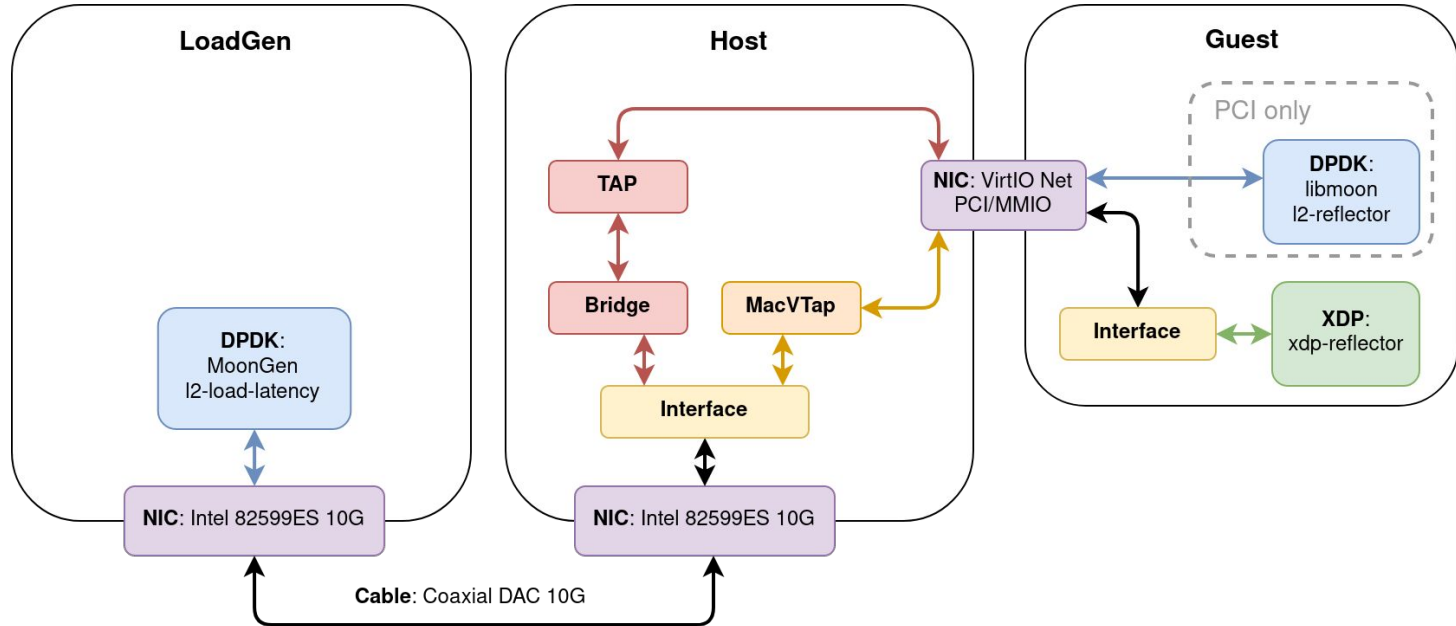 LoadGen
DPDK:
MoonGen
l2-load-latency
NIC: Intel 82599ES 10G
Cable: Coaxial DAC 10G
Host
TAP
Bridge
MacVTap
Interface
NIC: Intel 82599ES 10G
NIC: VirtIO Net
PCI/MMIO
Guest
PCI only
DPDK:
libmoon
l2-reflector
Interface
XDP:
xdp-reflector